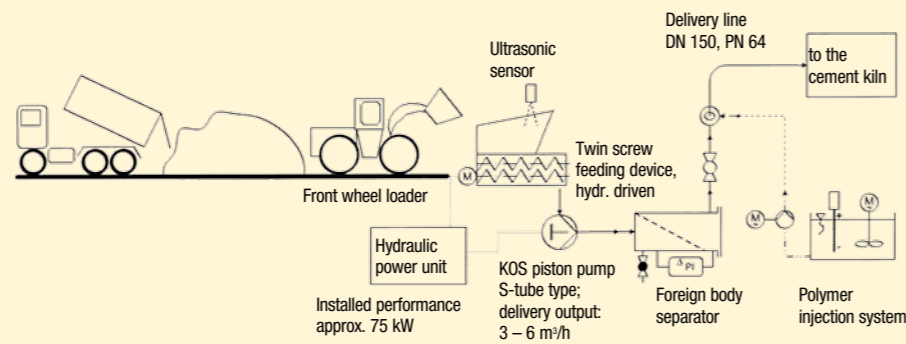 Delivery line
DN 150, PN 64
to the
cement kiln
Ultrasonic
sensor
Twin screw
feeding device,
hydr. driven
M
Front wheel loader
M
M
Hydraulic
power unit
Δ PI
KOS piston pump
S-tube type;
delivery output:
3 – 6 m³/h
Installed performance
approx. 75 kW
Foreign body
separator
Polymer
injection system